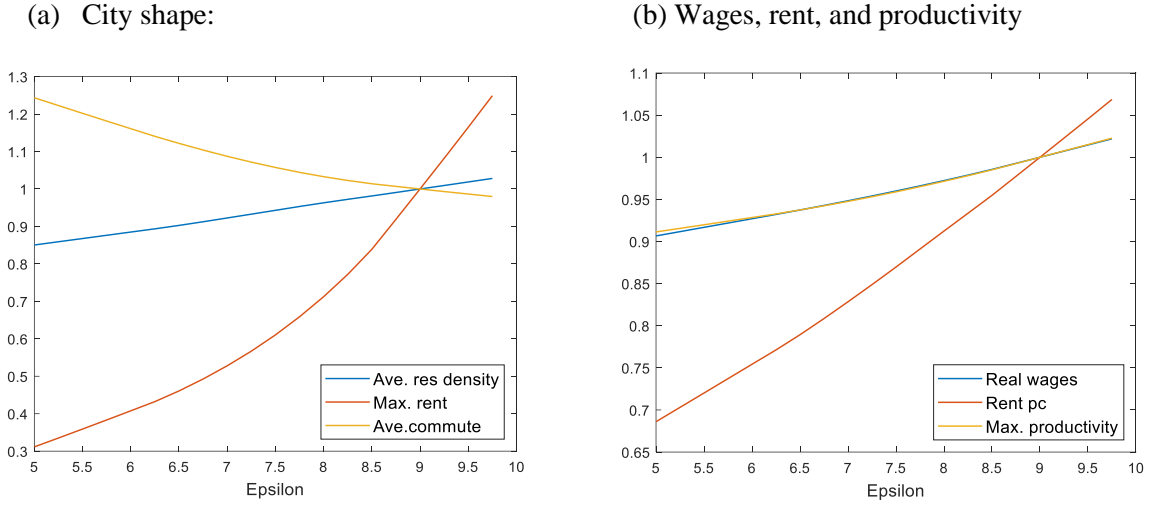 (a) City shape:
1.3
1.2
1.1
1
0.9
0.8
0.7
0.6
0.5
0.4
0.3
Ave. res density
Max. rent
Ave.commute
5 5.5 6 6.5 7 7.5 8 8.5 9 9.5 10
Epsilon
(b) Wages, rent, and productivity
1.1
1.05
1
0.95
0.9
0.85
0.8
0.75
0.7
0.65
Real wages
Rent pc
Max. productivity
5 5.5 6 6.5 7 7.5 8 8.5 9 9.5 10
Epsilon